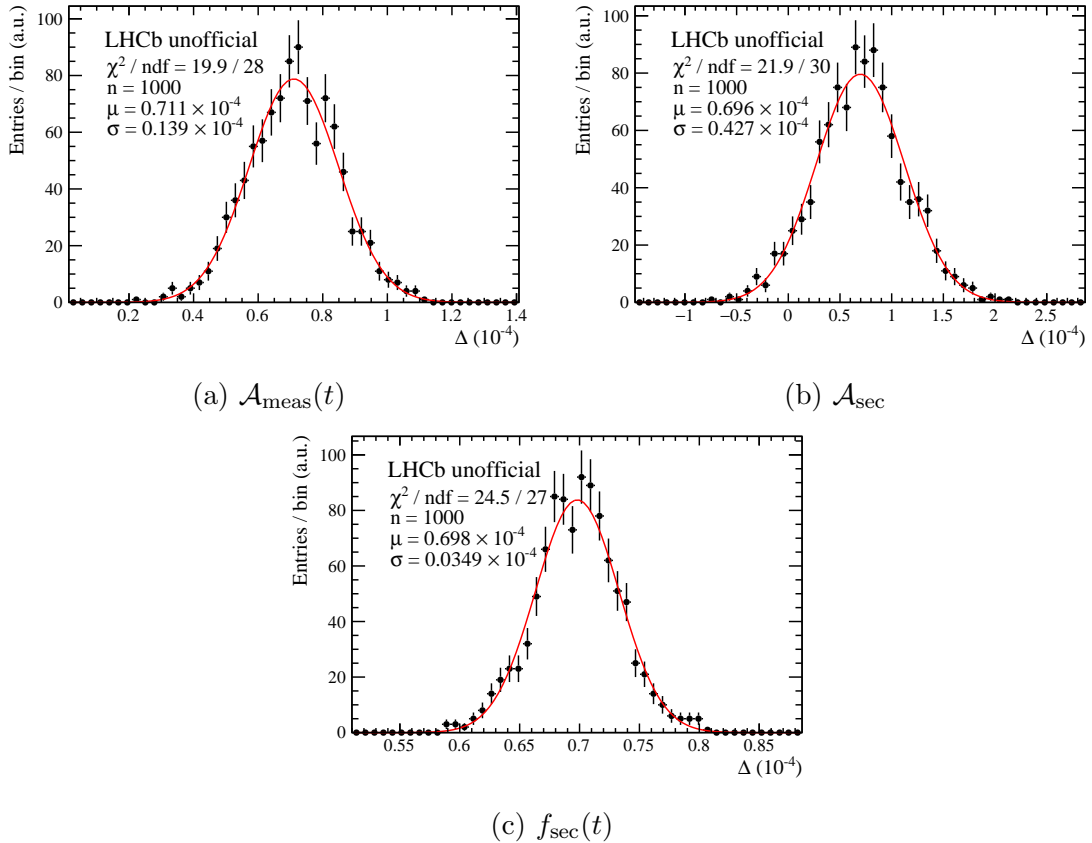 Entries / bin (a.u.)
100
80
60
40
20
0
LHCb unofficial
χ² / ndf = 19.9 / 28
n = 1000
μ = 0.711 × 10⁻⁴
σ = 0.139 × 10⁻⁴
0.2 0.4 0.6 0.8 1 1.2 1.4
Δ (10⁻⁴)
(a) 𝒜meas(t)
Entries / bin (a.u.)
100
80
60
40
20
0
LHCb unofficial
χ² / ndf = 21.9 / 30
n = 1000
μ = 0.696 × 10⁻⁴
σ = 0.427 × 10⁻⁴
−1 −0.5 0 0.5 1 1.5 2 2.5
Δ (10⁻⁴)
(b) 𝒜sec
Entries / bin (a.u.)
100
80
60
40
20
0
LHCb unofficial
χ² / ndf = 24.5 / 27
n = 1000
μ = 0.698 × 10⁻⁴
σ = 0.0349 × 10⁻⁴
0.55 0.6 0.65 0.7 0.75 0.8 0.85
Δ (10⁻⁴)
(c) fsec(t)